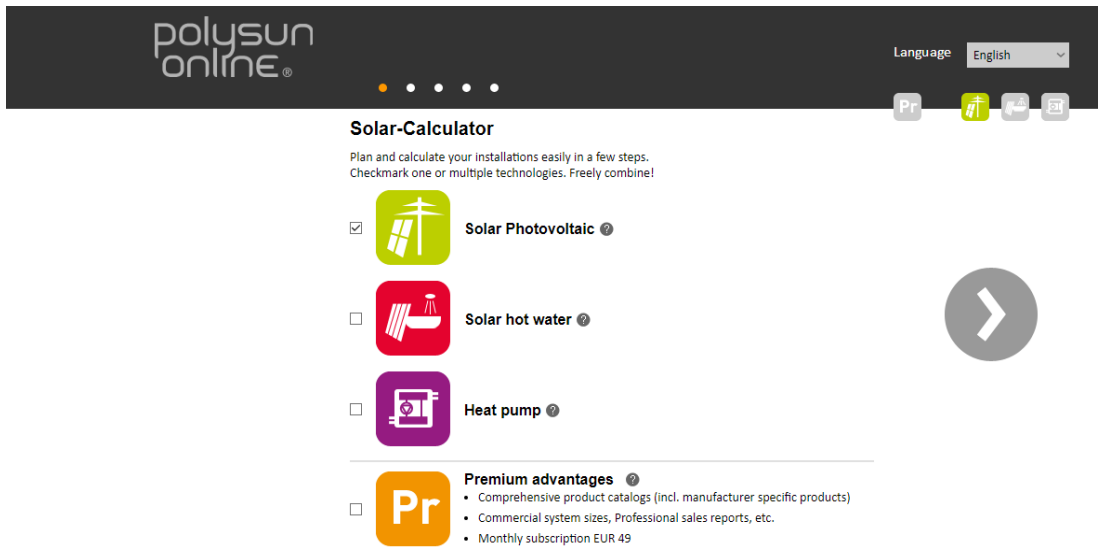 polysun
online®
Language English
Pr
Solar-Calculator
Plan and calculate your installations easily in a few steps.
Checkmark one or multiple technologies. Freely combine!
Solar Photovoltaic ?
Solar hot water ?
Heat pump ?
Pr
Premium advantages ?
• Comprehensive product catalogs (incl. manufacturer specific products)
• Commercial system sizes, Professional sales reports, etc.
• Monthly subscription EUR 49